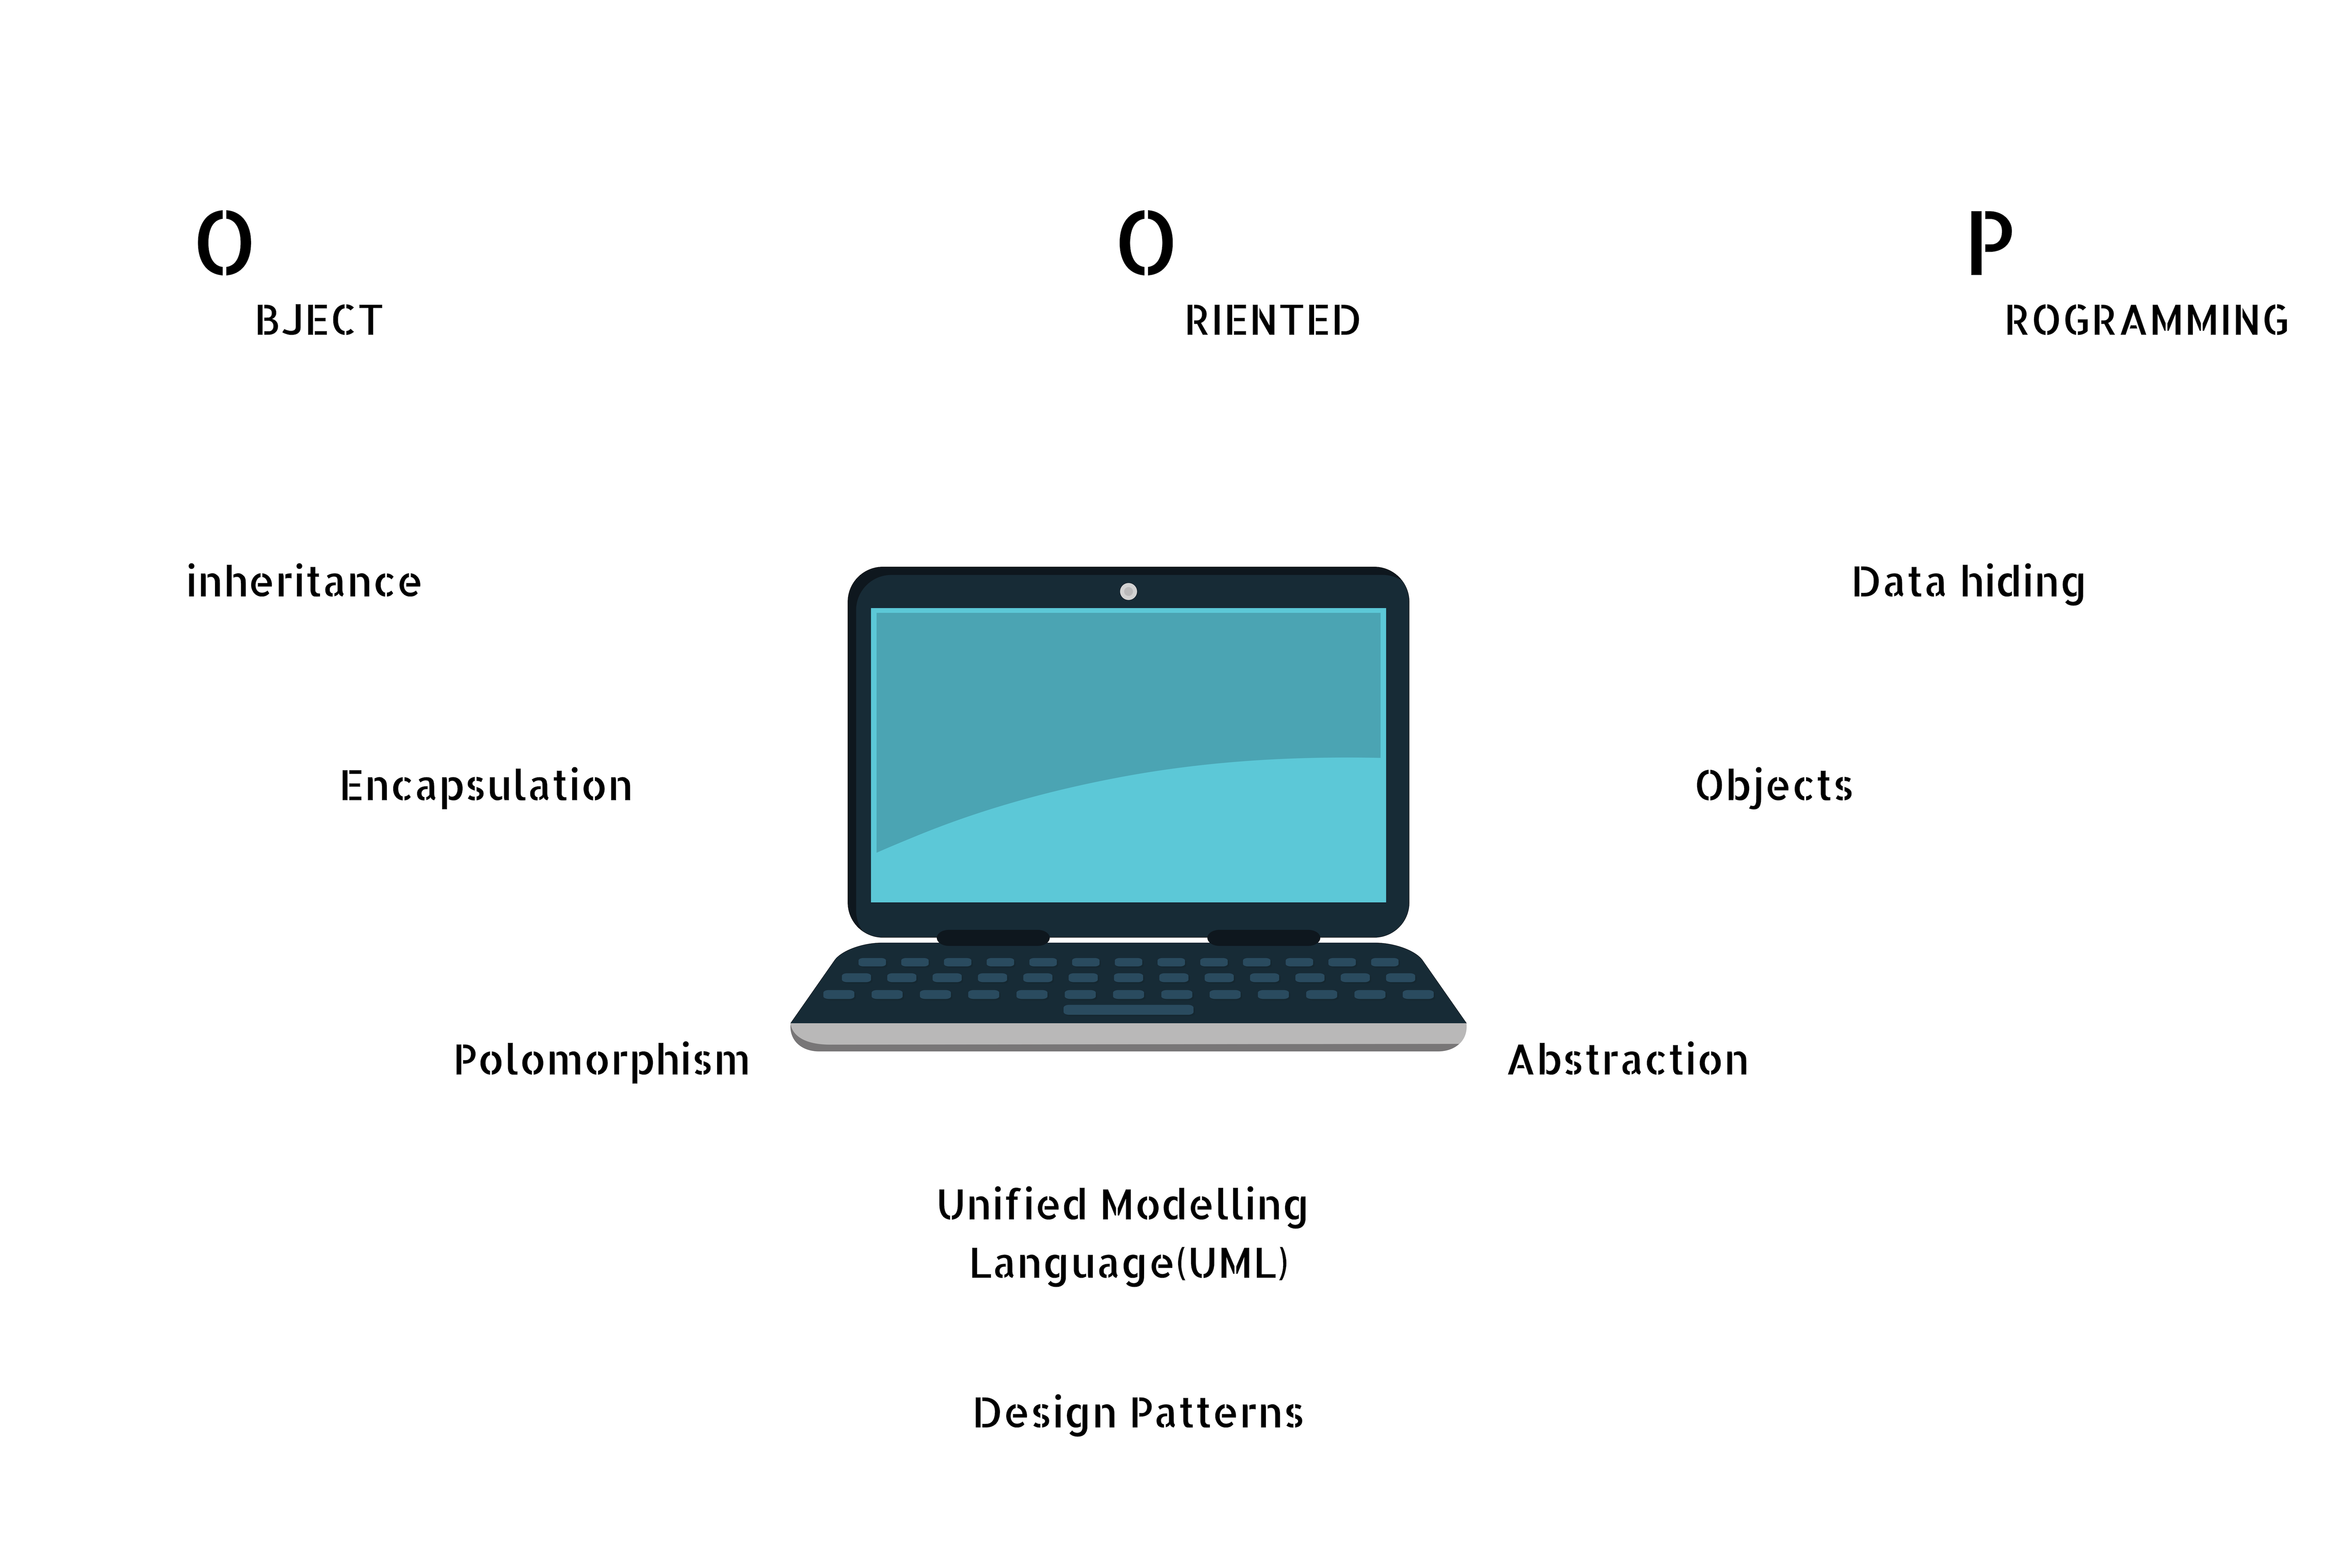 O O P
BJECT RIENTED ROGRAMMING
inheritance Data hiding
Encapsulation Objects
Polomorphism Abstraction
Unified Modelling
Language(UML)
Design Patterns